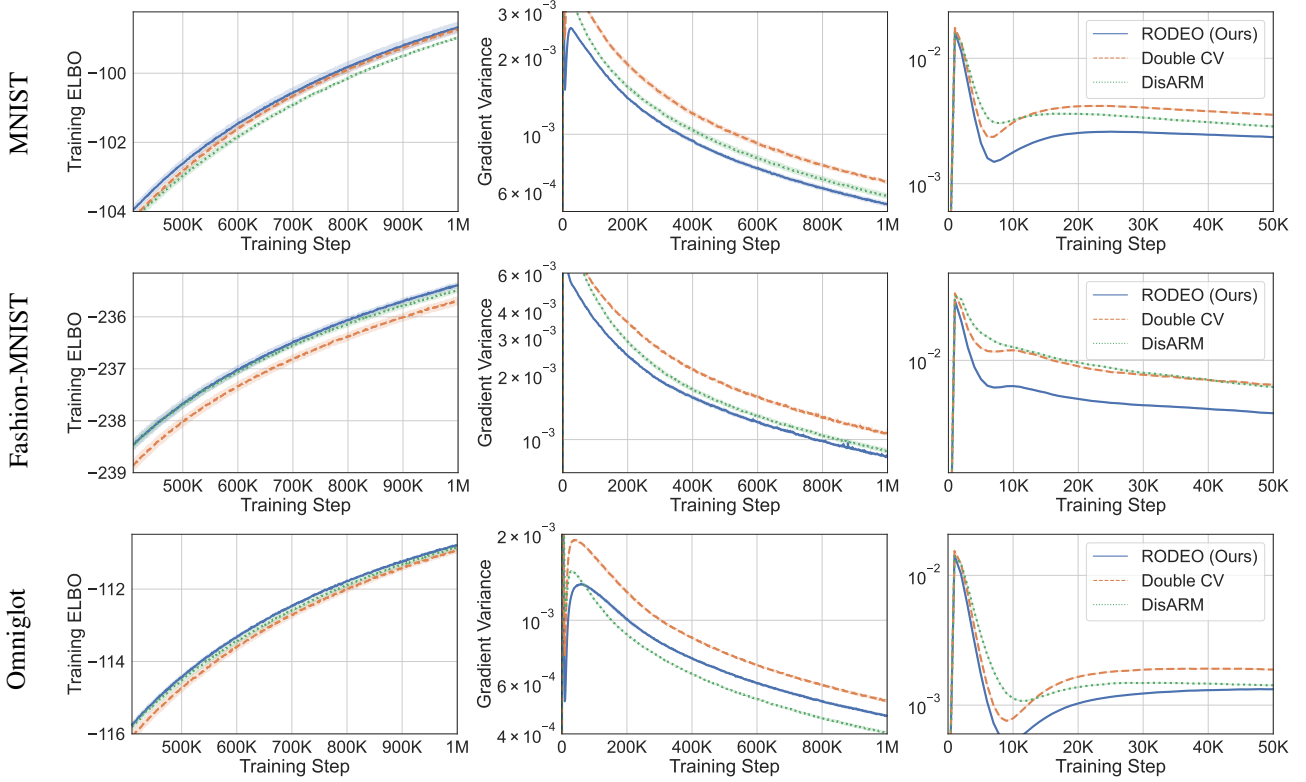 MNIST
Training ELBO
−100
−102
−104
500K 600K 700K 800K 900K 1M
Training Step
Gradient Variance
3 × 10⁻³
10⁻³
6 × 10⁻⁴
0 200K 400K 600K 800K 1M
Training Step
10⁻²
10⁻³
RODEO (Ours)
Double CV
DisARM
0 10K 20K 30K 40K 50K
Training Step
Fashion-MNIST
Training ELBO
−236
−237
−238
−239
500K 600K 700K 800K 900K 1M
Training Step
Gradient Variance
6 × 10⁻³
4 × 10⁻³
3 × 10⁻³
2 × 10⁻³
10⁻³
0 200K 400K 600K 800K 1M
Training Step
10⁻²
RODEO (Ours)
Double CV
DisARM
0 10K 20K 30K 40K 50K
Training Step
Omniglot
Training ELBO
−112
−114
−116
500K 600K 700K 800K 900K 1M
Training Step
Gradient Variance
2 × 10⁻³
10⁻³
6 × 10⁻⁴
4 × 10⁻⁴
0 200K 400K 600K 800K 1M
Training Step
10⁻²
10⁻³
RODEO (Ours)
Double CV
DisARM
0 10K 20K 30K 40K 50K
Training Step